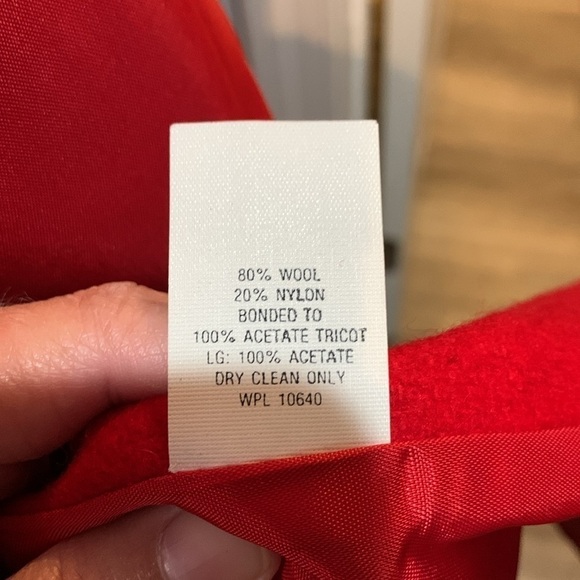 80% WOOL
20% NYLON
BONDED TO
100% ACETATE TRICOT
LG: 100% ACETATE
DRY CLEAN ONLY
WPL 10640